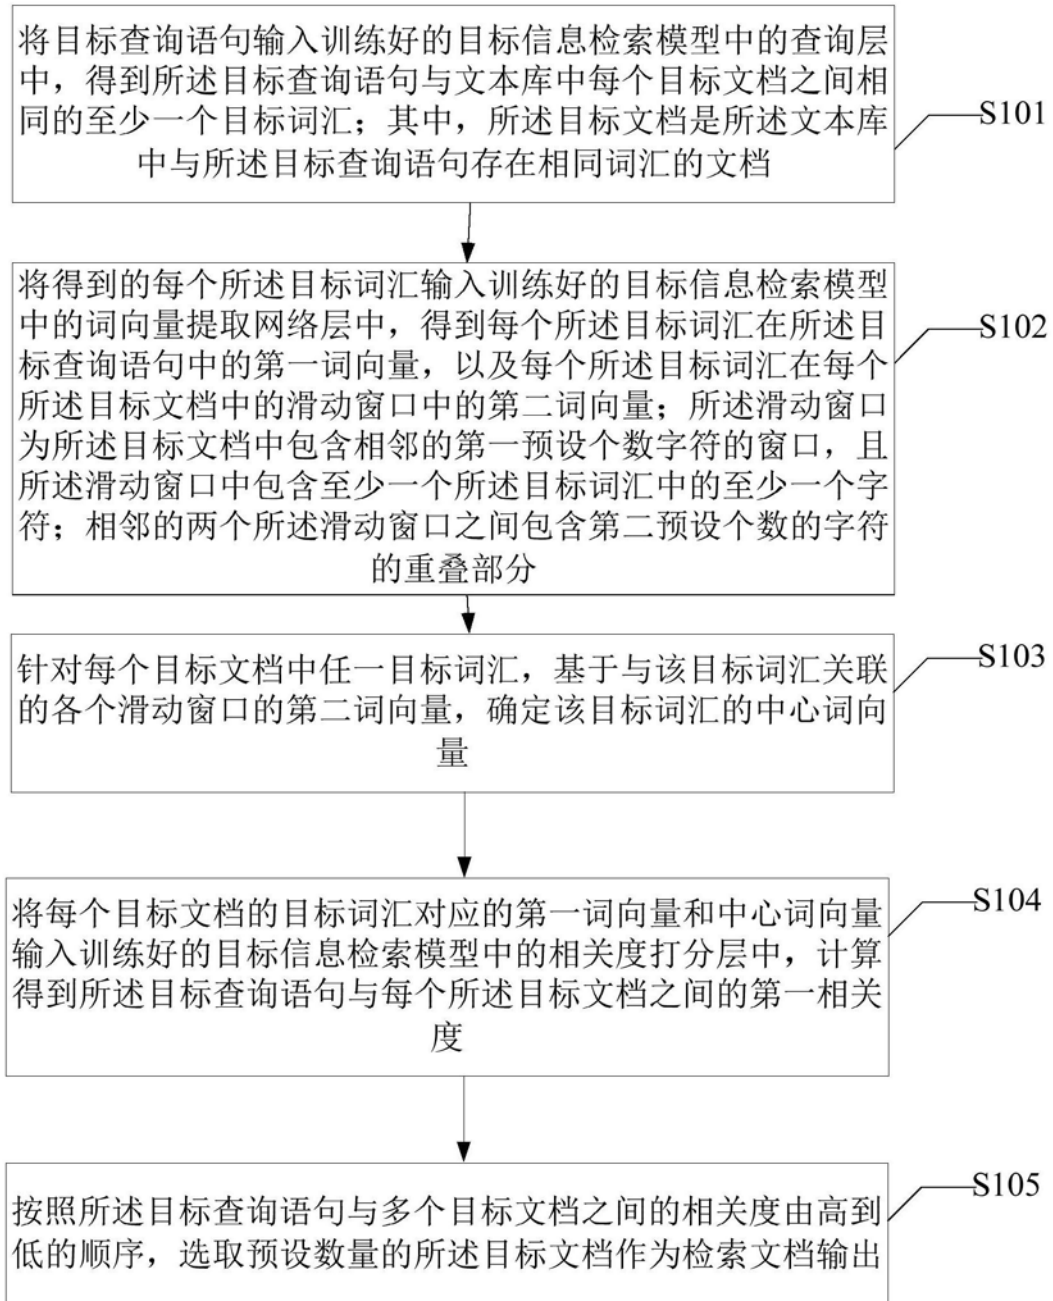 将目标查询语句输入训练好的目标信息检索模型中的查询层
中，得到所述目标查询语句与文本库中每个目标文档之间相
同的至少一个目标词汇；其中，所述目标文档是所述文本库
中与所述目标查询语句存在相同词汇的文档
S101
将得到的每个所述目标词汇输入训练好的目标信息检索模型
中的词向量提取网络层中，得到每个所述目标词汇在所述目
标查询语句中的第一词向量，以及每个所述目标词汇在每个
所述目标文档中的滑动窗口中的第二词向量；所述滑动窗口
为所述目标文档中包含相邻的第一预设个数字符的窗口，且
所述滑动窗口中包含至少一个所述目标词汇中的至少一个字
符；相邻的两个所述滑动窗口之间包含第二预设个数的字符
的重叠部分
S102
针对每个目标文档中任一目标词汇，基于与该目标词汇关联
的各个滑动窗口的第二词向量，确定该目标词汇的中心词向
量
S103
将每个目标文档的目标词汇对应的第一词向量和中心词向量
输入训练好的目标信息检索模型中的相关度打分层中，计算
得到所述目标查询语句与每个所述目标文档之间的第一相关
度
S104
按照所述目标查询语句与多个目标文档之间的相关度由高到
低的顺序，选取预设数量的所述目标文档作为检索文档输出
S105